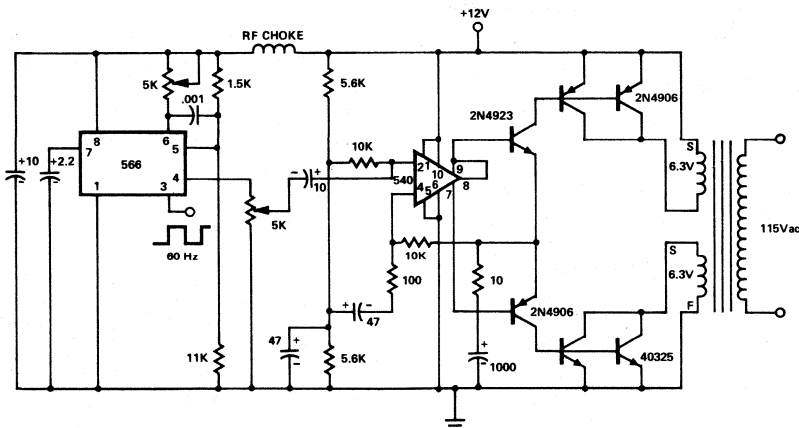 +12V
RF CHOKE
5K
1.5K
5.6K
.001
2N4923
2N4906
+10
+2.2
7
8
6
5
566
4
1
3
10K
- +
10
21
10
9
540
8
4
5
6
7
S
6.3V
5K
60 Hz
115Vac
10K
S
6.3V
F
100
10
+ -
47
2N4906
47
+
-
11K
5.6K
+
-
1000
40325